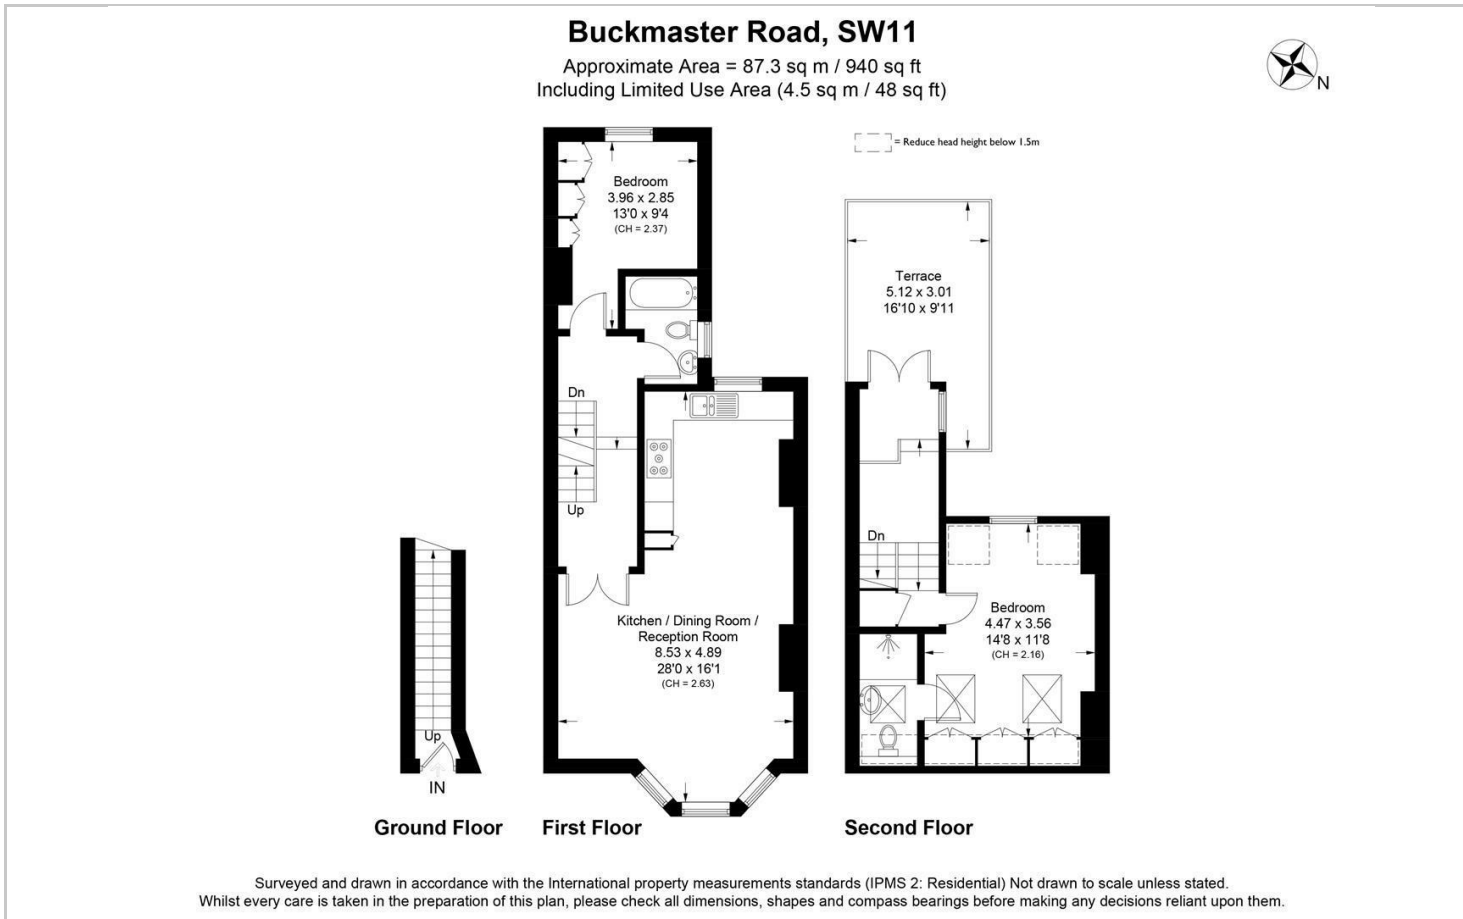 Buckmaster Road, SW11
Approximate Area = 87.3 sq m / 940 sq ft
Including Limited Use Area (4.5 sq m / 48 sq ft)
N
= Reduce head height below 1.5m
Bedroom
3.96 x 2.85
13'0 x 9'4
(CH = 2.37)
Dn
Up
Kitchen / Dining Room /
Reception Room
8.53 x 4.89
28'0 x 16'1
(CH = 2.63)
Terrace
5.12 x 3.01
16'10 x 9'11
Dn
Bedroom
4.47 x 3.56
14'8 x 11'8
(CH = 2.16)
Up
IN
Ground Floor
First Floor
Second Floor
Surveyed and drawn in accordance with the International property measurements standards (IPMS 2: Residential) Not drawn to scale unless stated.
Whilst every care is taken in the preparation of this plan, please check all dimensions, shapes and compass bearings before making any decisions reliant upon them.